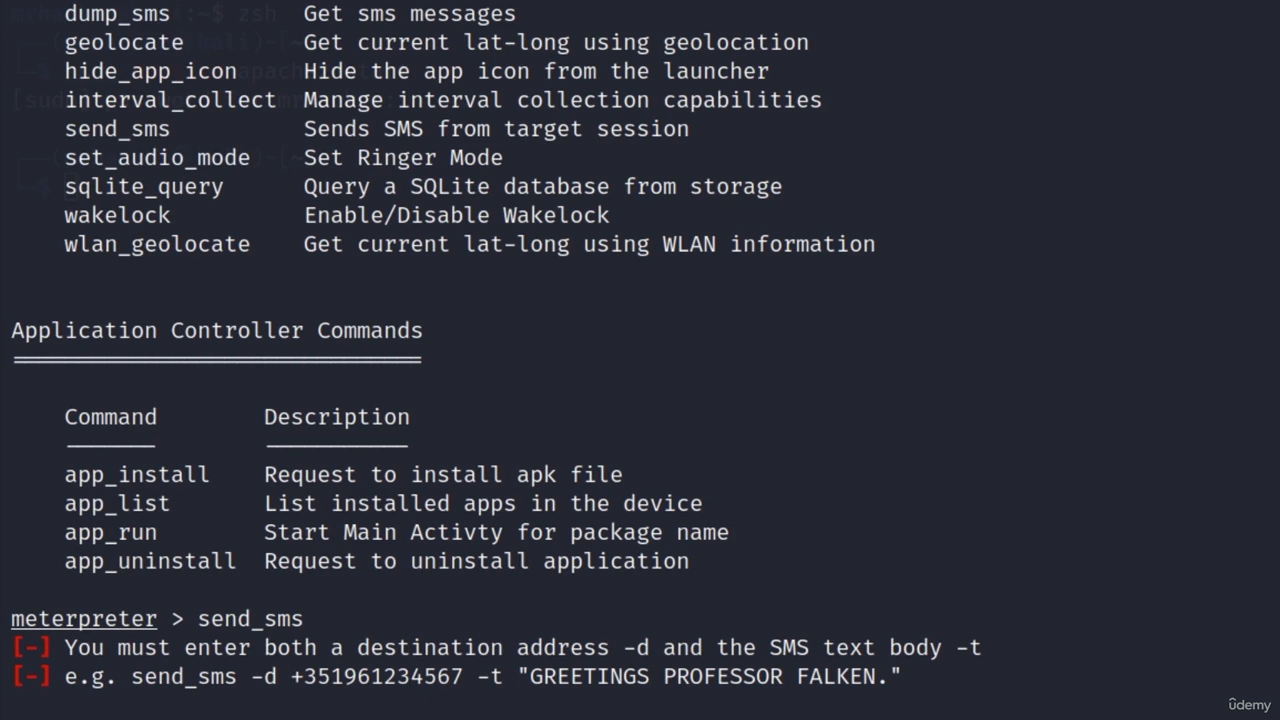 dump_sms Get sms messages
geolocate Get current lat-long using geolocation
hide_app_icon Hide the app icon from the launcher
interval_collect Manage interval collection capabilities
send_sms Sends SMS from target session
set_audio_mode Set Ringer Mode
sqlite_query Query a SQLite database from storage
wakelock Enable/Disable Wakelock
wlan_geolocate Get current lat-long using WLAN information
Application Controller Commands
Command Description
app_install Request to install apk file
app_list List installed apps in the device
app_run Start Main Activty for package name
app_uninstall Request to uninstall application
meterpreter > send_sms
[-] You must enter both a destination address -d and the SMS text body -t
[-] e.g. send_sms -d +351961234567 -t "GREETINGS PROFESSOR FALKEN."
ûdemy